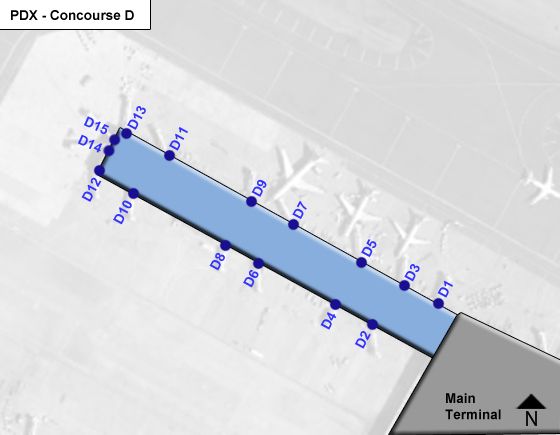 PDX - Concourse D
D13
D15
D11
D14
D12
D9
D10
D7
D8
D5
D6
D3
D1
D4
D2
Main
Terminal
N